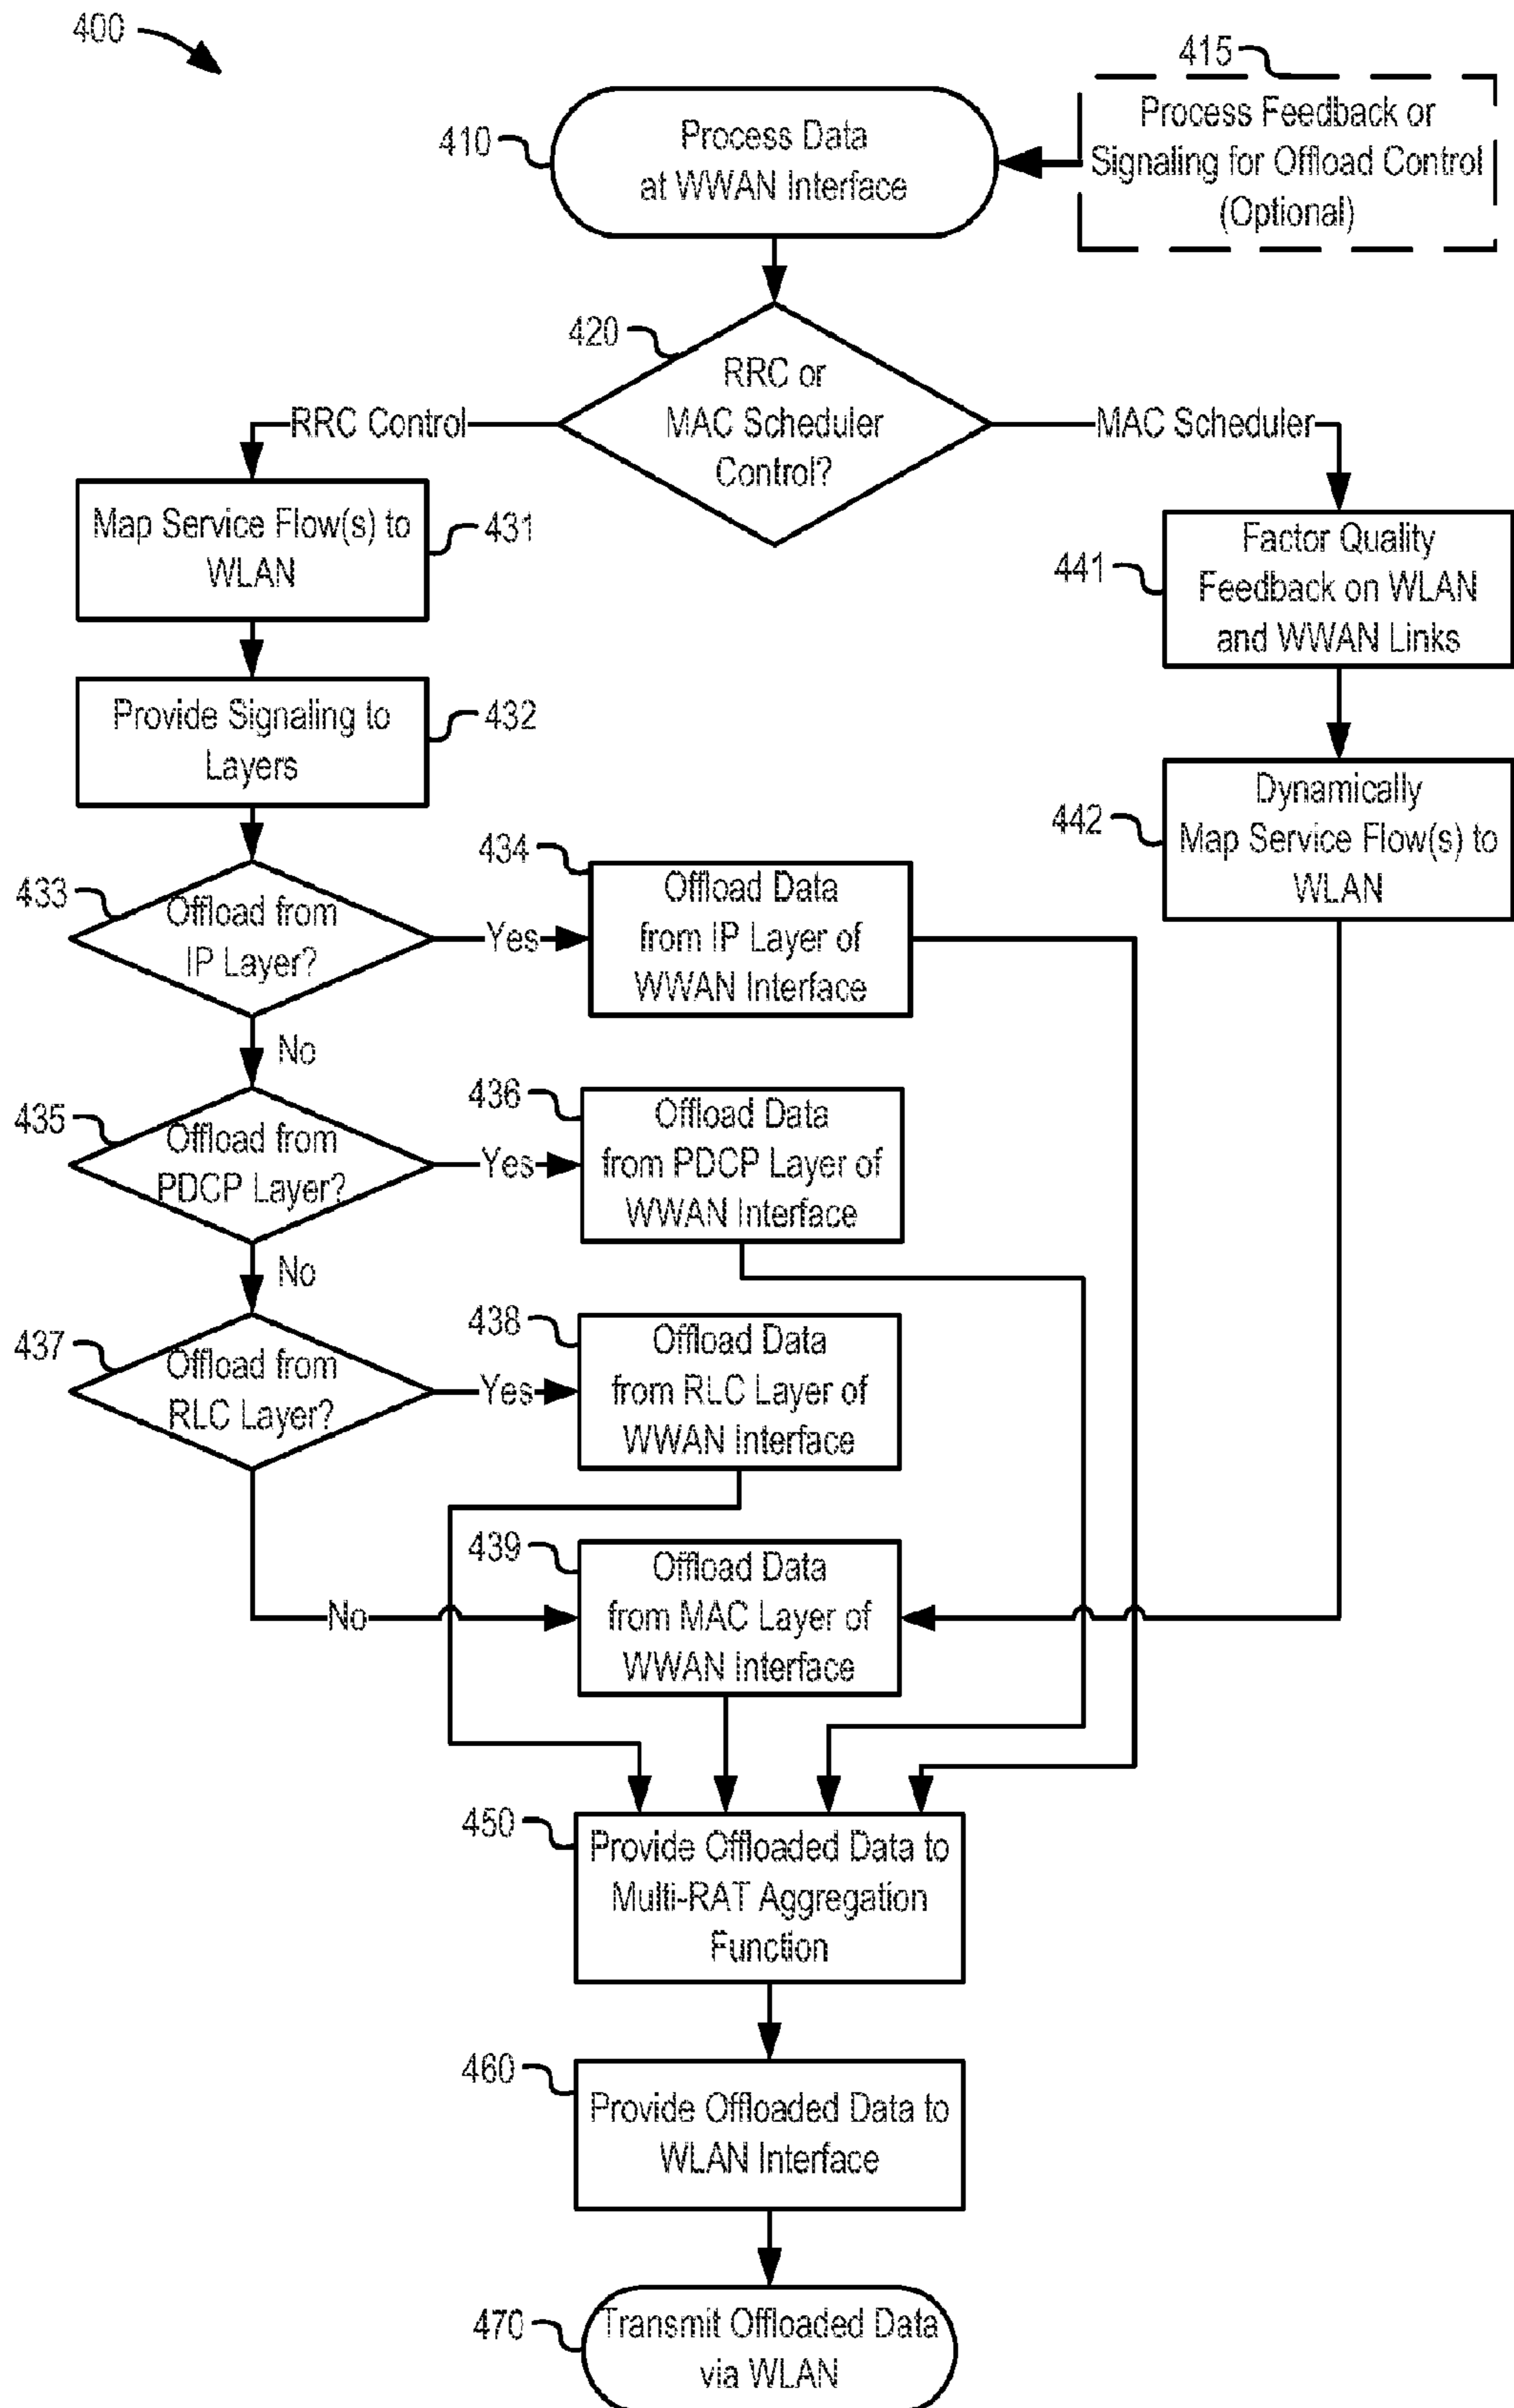 400
415
Process Feedback or
Signaling for Offload Control
(Optional)
410
Process Data
at WWAN Interface
420
RRC or
MAC Scheduler
Control?
RRC Control
MAC Scheduler
Map Service Flow(s) to
WLAN
431
441
Factor Quality
Feedback on WLAN
and WWAN Links
Provide Signaling to
Layers
432
442
Dynamically
Map Service Flow(s) to
WLAN
433
Offload from
IP Layer?
Yes
434
Offload Data
from IP Layer of
WWAN Interface
No
435
Offload from
PDCP Layer?
Yes
436
Offload Data
from PDCP Layer of
WWAN Interface
No
437
Offload from
RLC Layer?
Yes
438
Offload Data
from RLC Layer of
WWAN Interface
No
439
Offload Data
from MAC Layer of
WWAN Interface
450
Provide Offloaded Data to
Multi-RAT Aggregation
Function
460
Provide Offloaded Data to
WLAN Interface
470
Transmit Offloaded Data
via WLAN